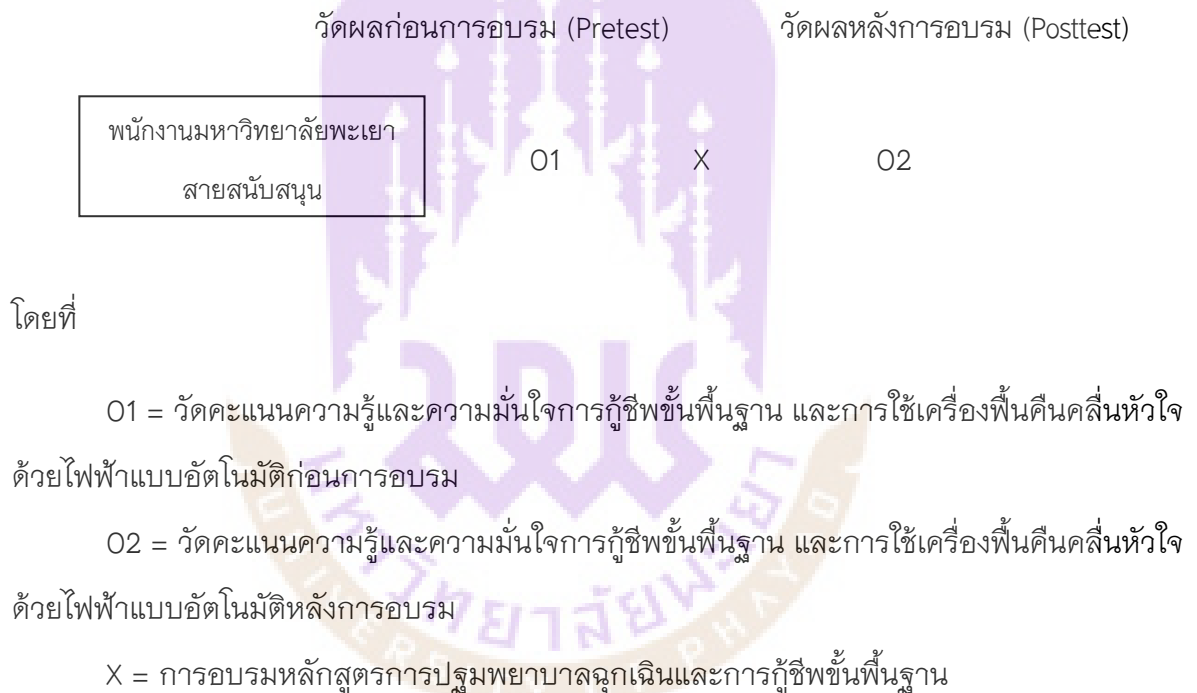 วัดผลก่อนการอบรม (Pretest) วัดผลหลังการอบรม (Posttest)
พนักงานมหาวิทยาลัยพะเยา
สายสนับสนุน
O1 X O2
โดยที่
O1 = วัดคะแนนความรู้และความมั่นใจการกู้ชีพขั้นพื้นฐาน และการใช้เครื่องฟื้นคืนคลื่นหัวใจ
ด้วยไฟฟ้าแบบอัตโนมัติก่อนการอบรม
O2 = วัดคะแนนความรู้และความมั่นใจการกู้ชีพขั้นพื้นฐาน และการใช้เครื่องฟื้นคืนคลื่นหัวใจ
ด้วยไฟฟ้าแบบอัตโนมัติหลังการอบรม
X = การอบรมหลักสูตรการปฐมพยาบาลฉุกเฉินและการกู้ชีพขั้นพื้นฐาน
มหาวิทยาลัยพะเยา